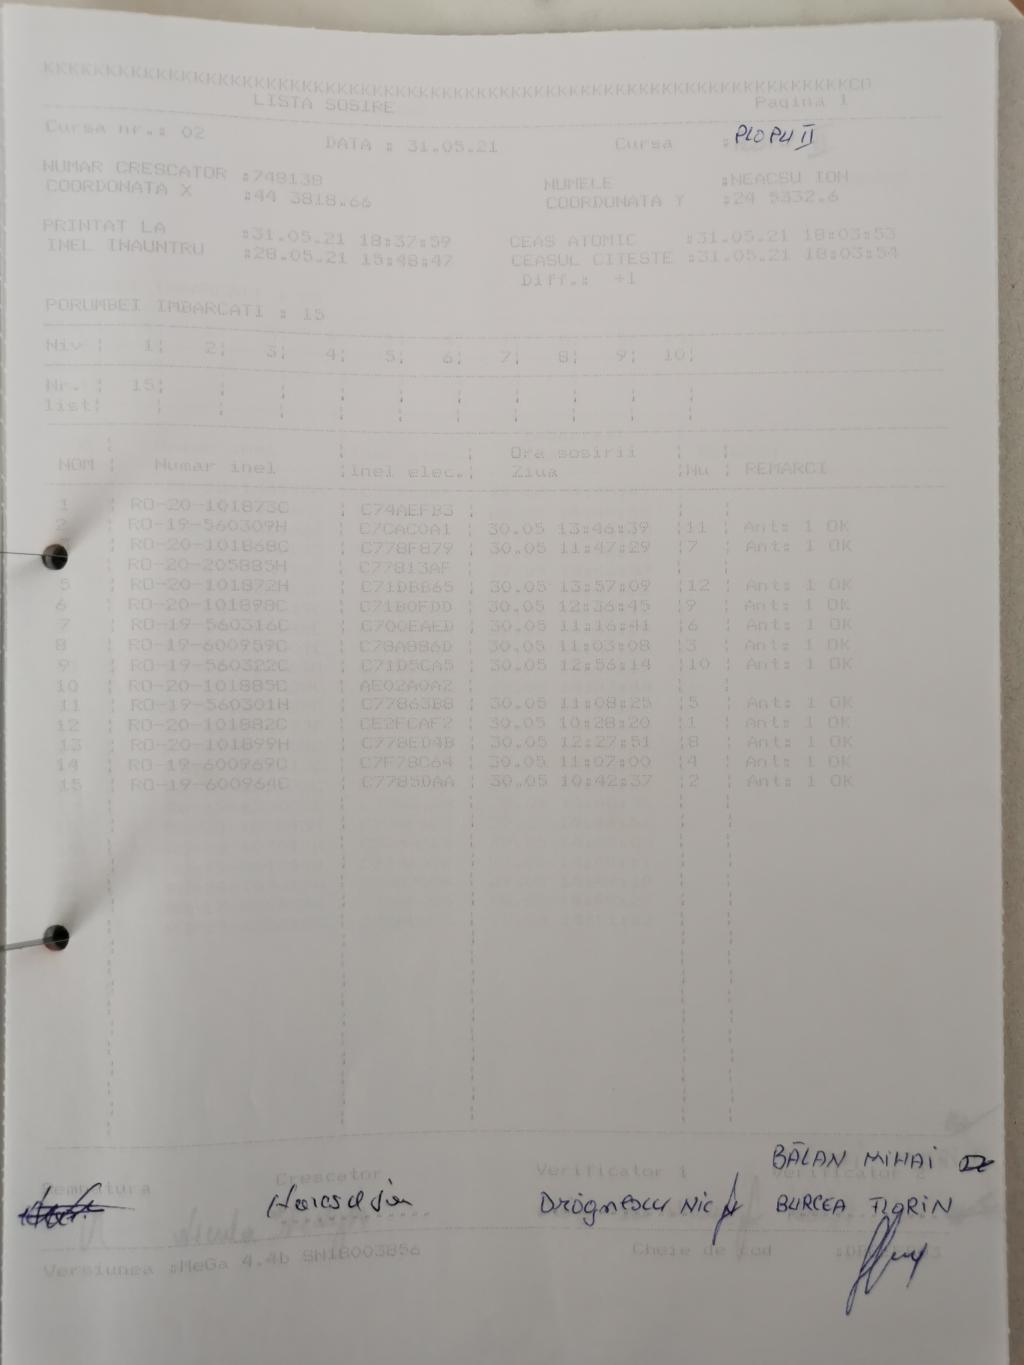 KKKKKKKKKKKKKKKKKKKKKKKKKKKKKKKKKKKKKKKKKKKKKKKKKKKKKKKKKKKKKKKKKCO
LISTA SOSIRE Pagina 1
Cursa nr.: 02 DATA : 31.05.21 Cursa : PLOPU II
NUMAR CRESCATOR :748138 NUMELE :NEACSU ION
COORDONATA X :44 3818.66 COORDONATA Y :24 5332.6
PRINTAT LA :31.05.21 18:37:59 CEAS ATOMIC :31.05.21 18:03:53
INEL INAUNTRU :28.05.21 15:48:47 CEASUL CITESTE :31.05.21 18:03:54
Diff.: +1
PORUMBEI IMBARCATI : 15
Niv ¦ 1¦ 2¦ 3¦ 4¦ 5¦ 6¦ 7¦ 8¦ 9¦ 10¦
Nr. ¦ 15¦ ¦ ¦ ¦ ¦ ¦ ¦ ¦ ¦ ¦
list¦ ¦ ¦ ¦ ¦ ¦ ¦ ¦ ¦ ¦ ¦
Ora sosirii
NOM ¦ Numar inel ¦inel elec.¦ Ziua ¦Nu ¦ REMARCI
1 ¦ RO-20-101873C ¦ C74AEFB3 ¦
2 ¦ RO-19-560309H ¦ C7CAC0A1 ¦ 30.05 13:46:39 ¦11 ¦ Ant: 1 OK
RO-20-101868C ¦ C778F879 ¦ 30.05 11:47:29 ¦7 ¦ Ant: 1 OK
RO-20-205885H ¦ C77813AF ¦
5 ¦ RO-20-101872H ¦ C71DBB65 ¦ 30.05 13:57:09 ¦12 ¦ Ant: 1 OK
6 ¦ RO-20-101898C ¦ C71B0FDD ¦ 30.05 12:36:45 ¦9 ¦ Ant: 1 OK
7 ¦ RO-19-560316C ¦ C700EAED ¦ 30.05 11:16:41 ¦6 ¦ Ant: 1 OK
8 ¦ RO-19-600959C ¦ C78A886D ¦ 30.05 11:03:08 ¦3 ¦ Ant: 1 OK
9 ¦ RO-19-560322C ¦ C71D5CA5 ¦ 30.05 12:56:14 ¦10 ¦ Ant: 1 OK
10 ¦ RO-20-101885C ¦ AE02A0A2 ¦
11 ¦ RO-19-560301H ¦ C77863B8 ¦ 30.05 11:08:25 ¦5 ¦ Ant: 1 OK
12 ¦ RO-20-101882C ¦ CE2FCAF2 ¦ 30.05 10:28:20 ¦1 ¦ Ant: 1 OK
13 ¦ RO-20-101899H ¦ C778ED4B ¦ 30.05 12:27:51 ¦8 ¦ Ant: 1 OK
14 ¦ RO-19-600969C ¦ C7F78C64 ¦ 30.05 11:07:00 ¦4 ¦ Ant: 1 OK
15 ¦ RO-19-600964C ¦ C7785DAA ¦ 30.05 10:42:37 ¦2 ¦ Ant: 1 OK
BĂLAN MIHAI
Semnatura Crescator Verificator 1 Verificator 2
Drăgnescu Nic BURCEA FLORIN
Versiunea :MeGa 4.4b SN18003856 Cheie de cod